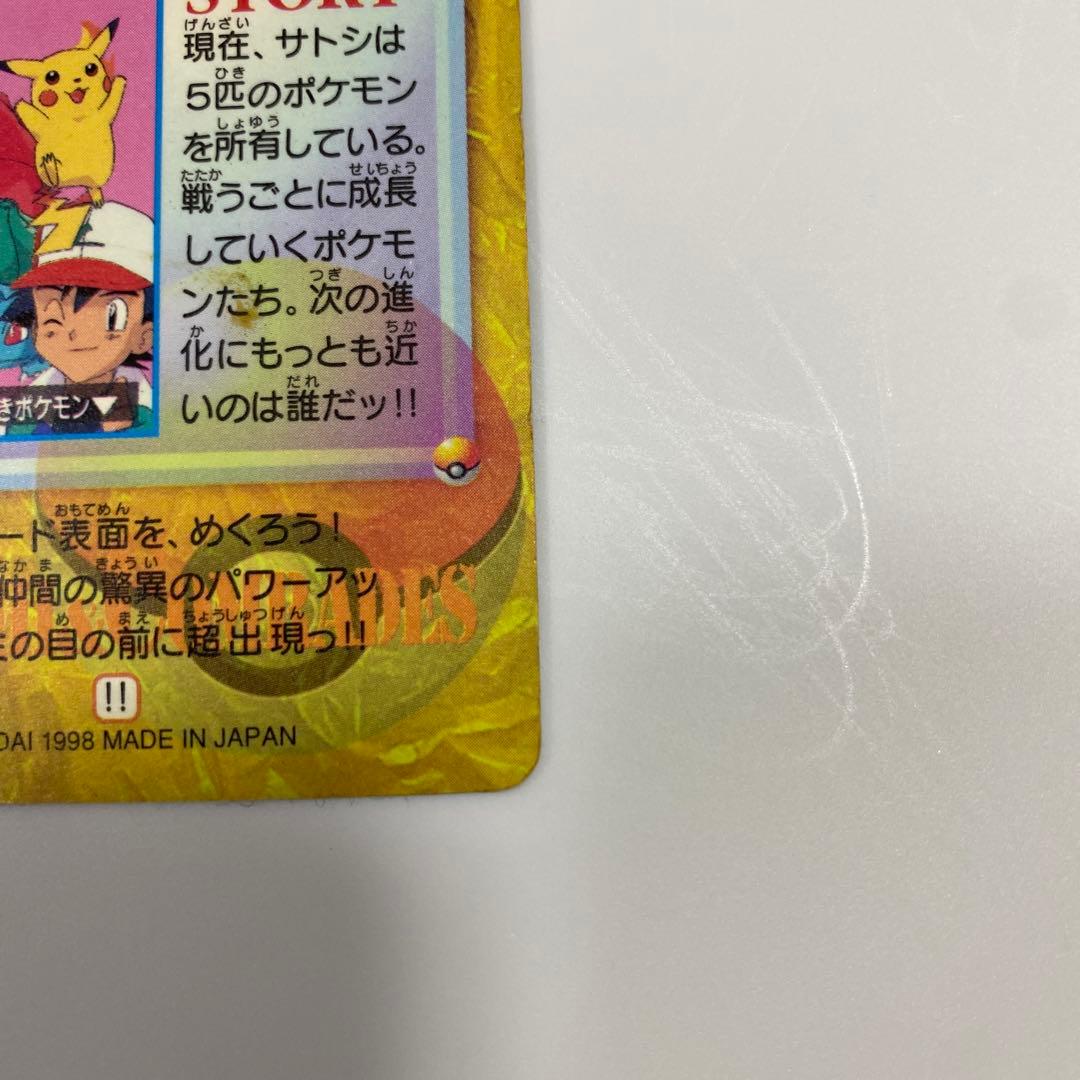 STORY
現在、サトシは
5匹のポケモン
を所有している。
戦うごとに成長
していくポケモ
ンたち。次の進
化にもっとも近
いのは誰だッ!!
きポケモン▼
ード表面を、めくろう!
仲間の驚異のパワーアッ
の目の前に超出現っ!!
!!
DAI 1998 MADE IN JAPAN